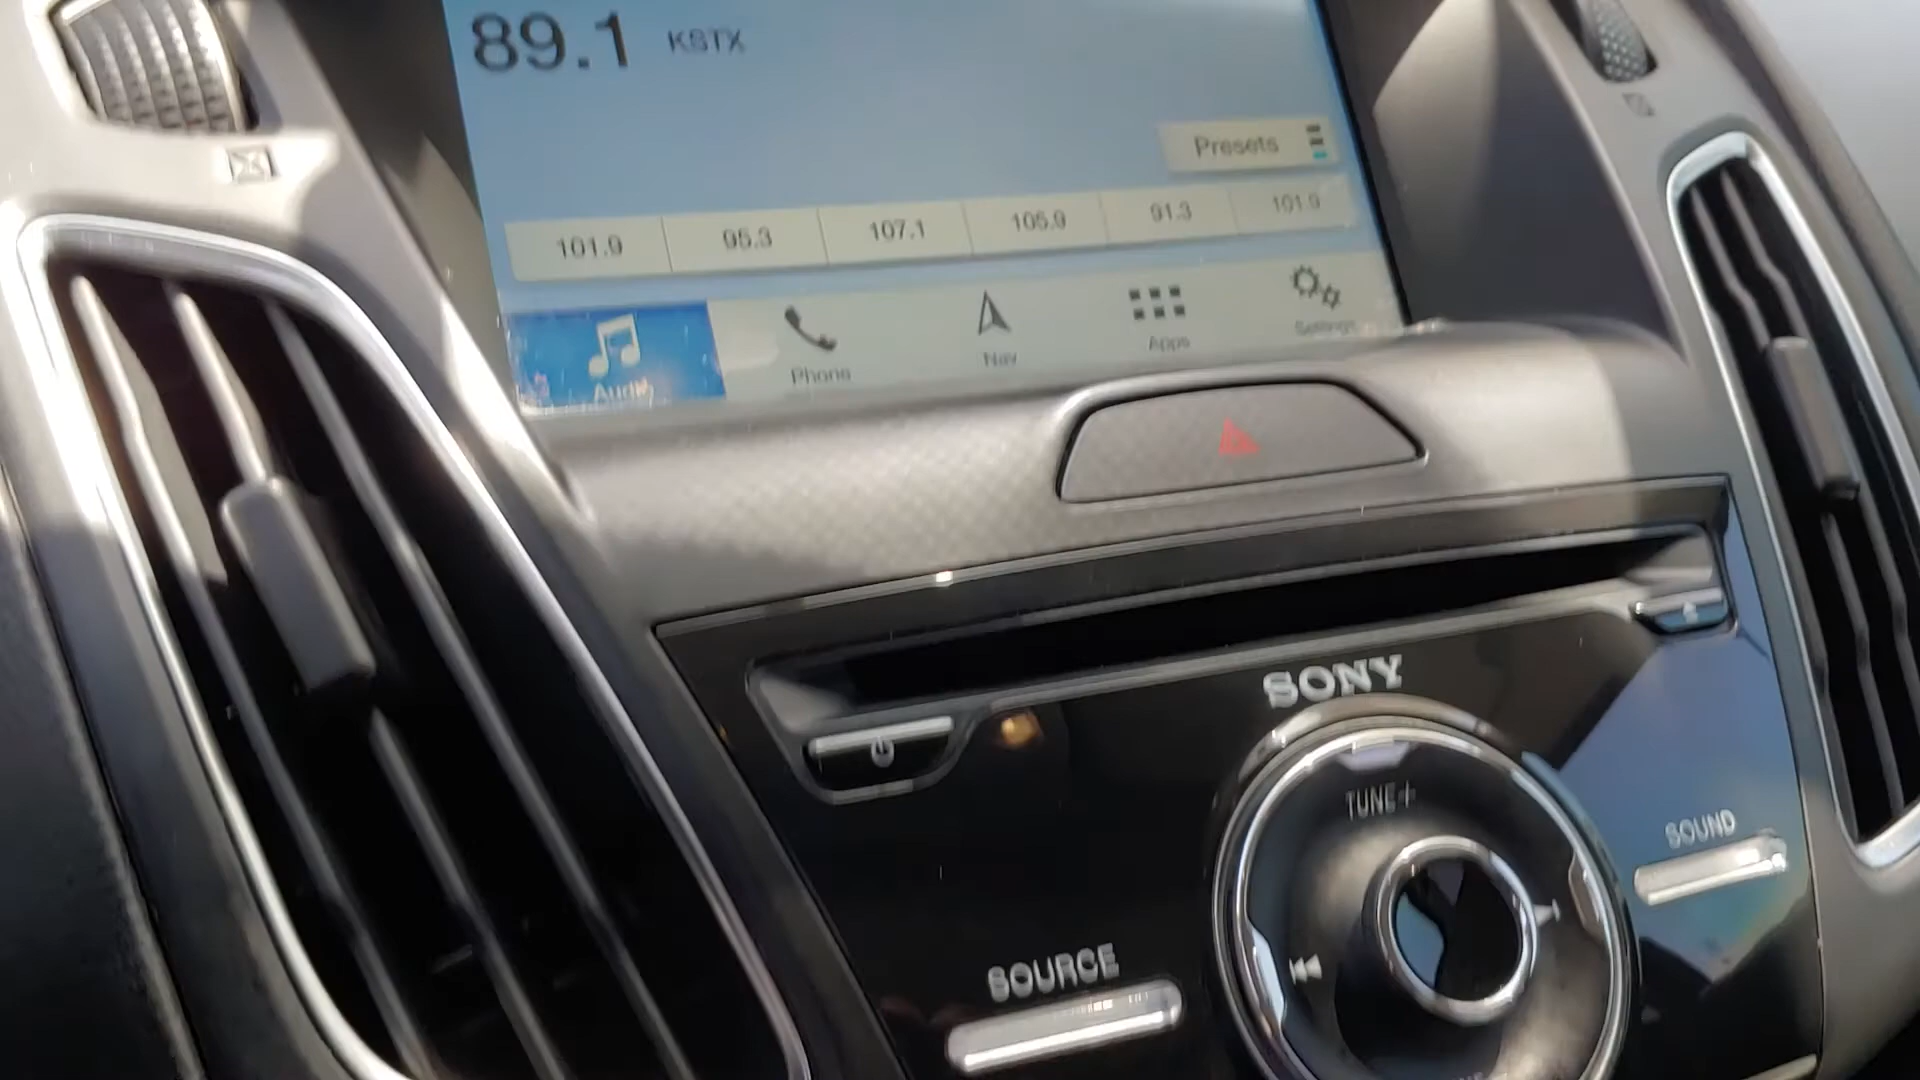 89.1 KSTX
Presets
101.9 95.3 107.1 105.9 91.3 101.9
Audio Phone Nav Apps Settings
SONY
TUNE+
SOUND
SOURCE